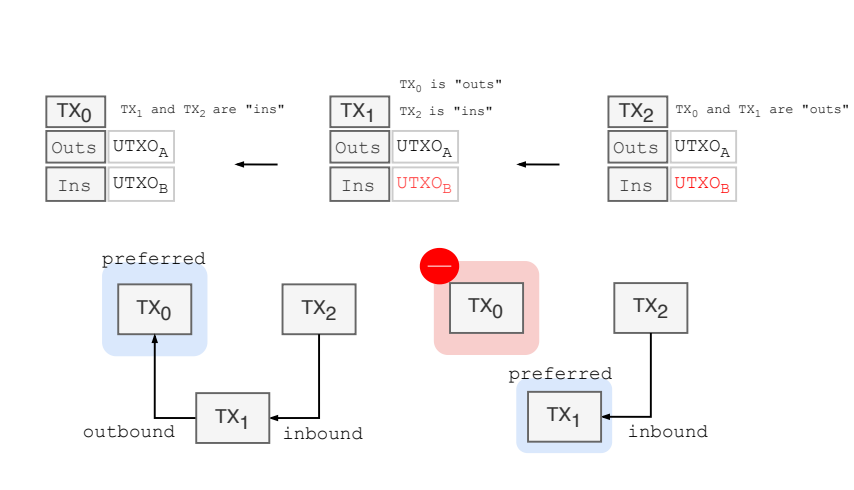 TX0 is "outs"
TX0 TX1 and TX2 are "ins" TX1 TX2 is "ins" TX2 TX0 and TX1 are "outs"
Outs UTXOA Outs UTXOA Outs UTXOA
Ins UTXOB Ins UTXOB Ins UTXOB
preferred
TX0 TX2 TX0 TX2
preferred
TX1 TX1
outbound inbound inbound